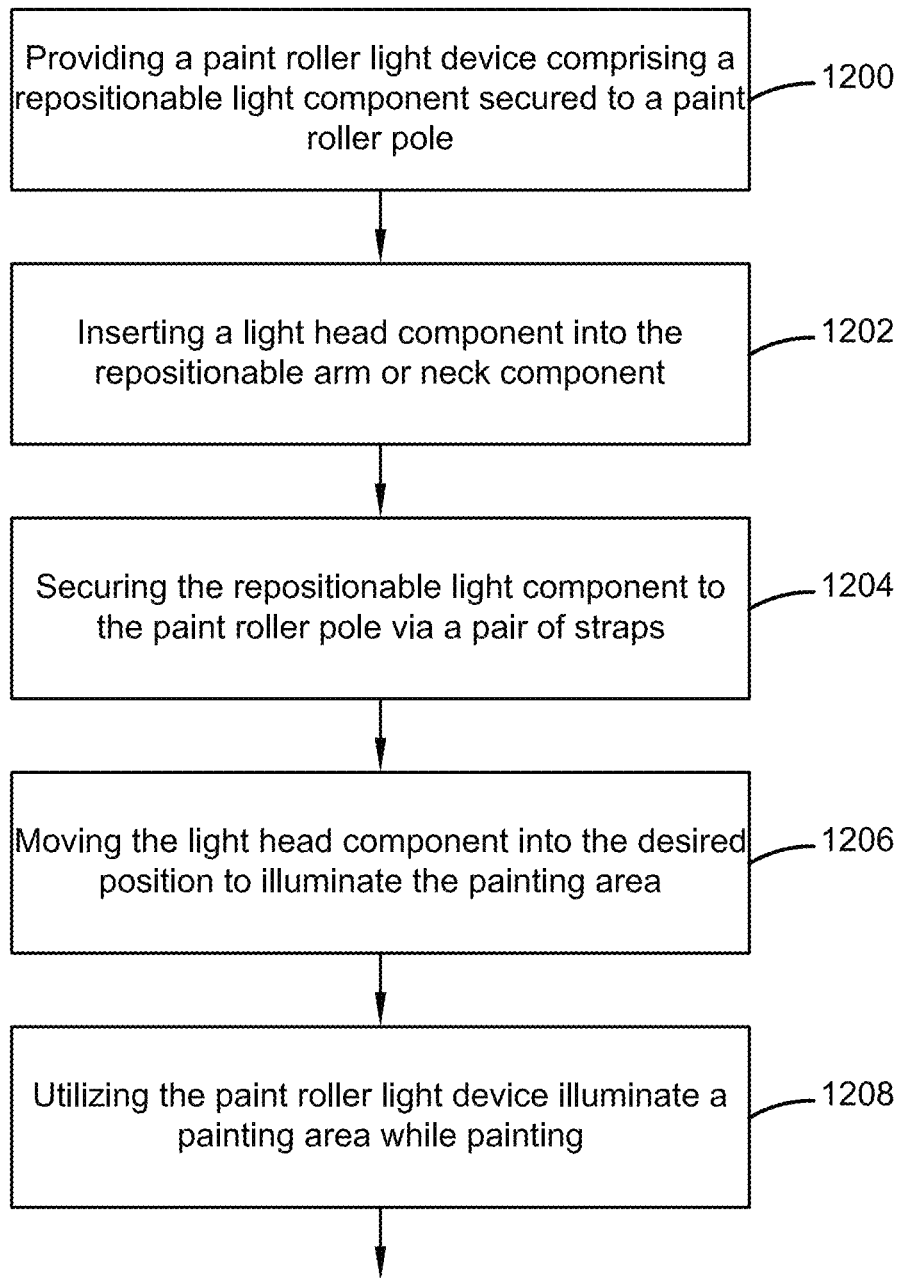 Providing a paint roller light device comprising a
repositionable light component secured to a paint
roller pole
1200
Inserting a light head component into the
repositionable arm or neck component
1202
Securing the repositionable light component to
the paint roller pole via a pair of straps
1204
Moving the light head component into the desired
position to illuminate the painting area
1206
Utilizing the paint roller light device illuminate a
painting area while painting
1208